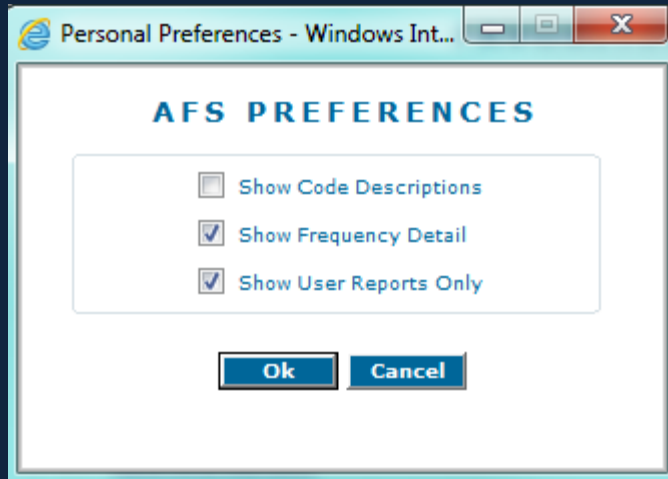 Personal Preferences - Windows Int...
AFS PREFERENCES
Show Code Descriptions
Show Frequency Detail
Show User Reports Only
Ok Cancel